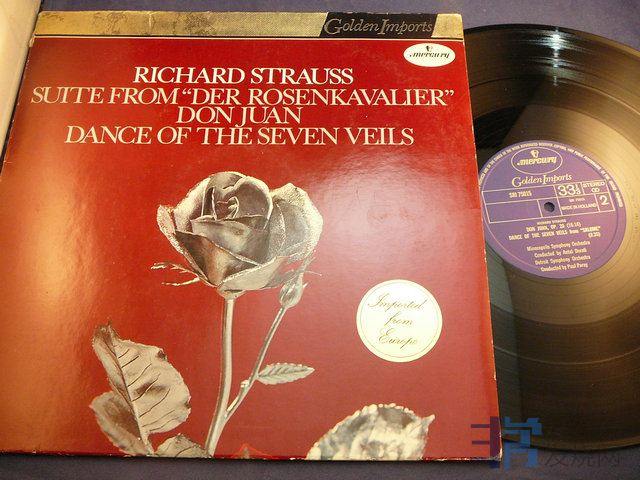 Golden Imports
mercury
RICHARD STRAUSS
SUITE FROM "DER ROSENKAVALIER"
DON JUAN
DANCE OF THE SEVEN VEILS
Imported
from
Europe
mercury
Golden Imports
SRI 75015
33 1/3
STEREO
MADE IN HOLLAND
2
RICHARD STRAUSS
DON JUAN, OP. 20
DANCE OF THE SEVEN VEILS from "SALOME"
Minneapolis Symphony Orchestra
Conducted by Antal Dorati
Detroit Symphony Orchestra
Conducted by Paul Paray